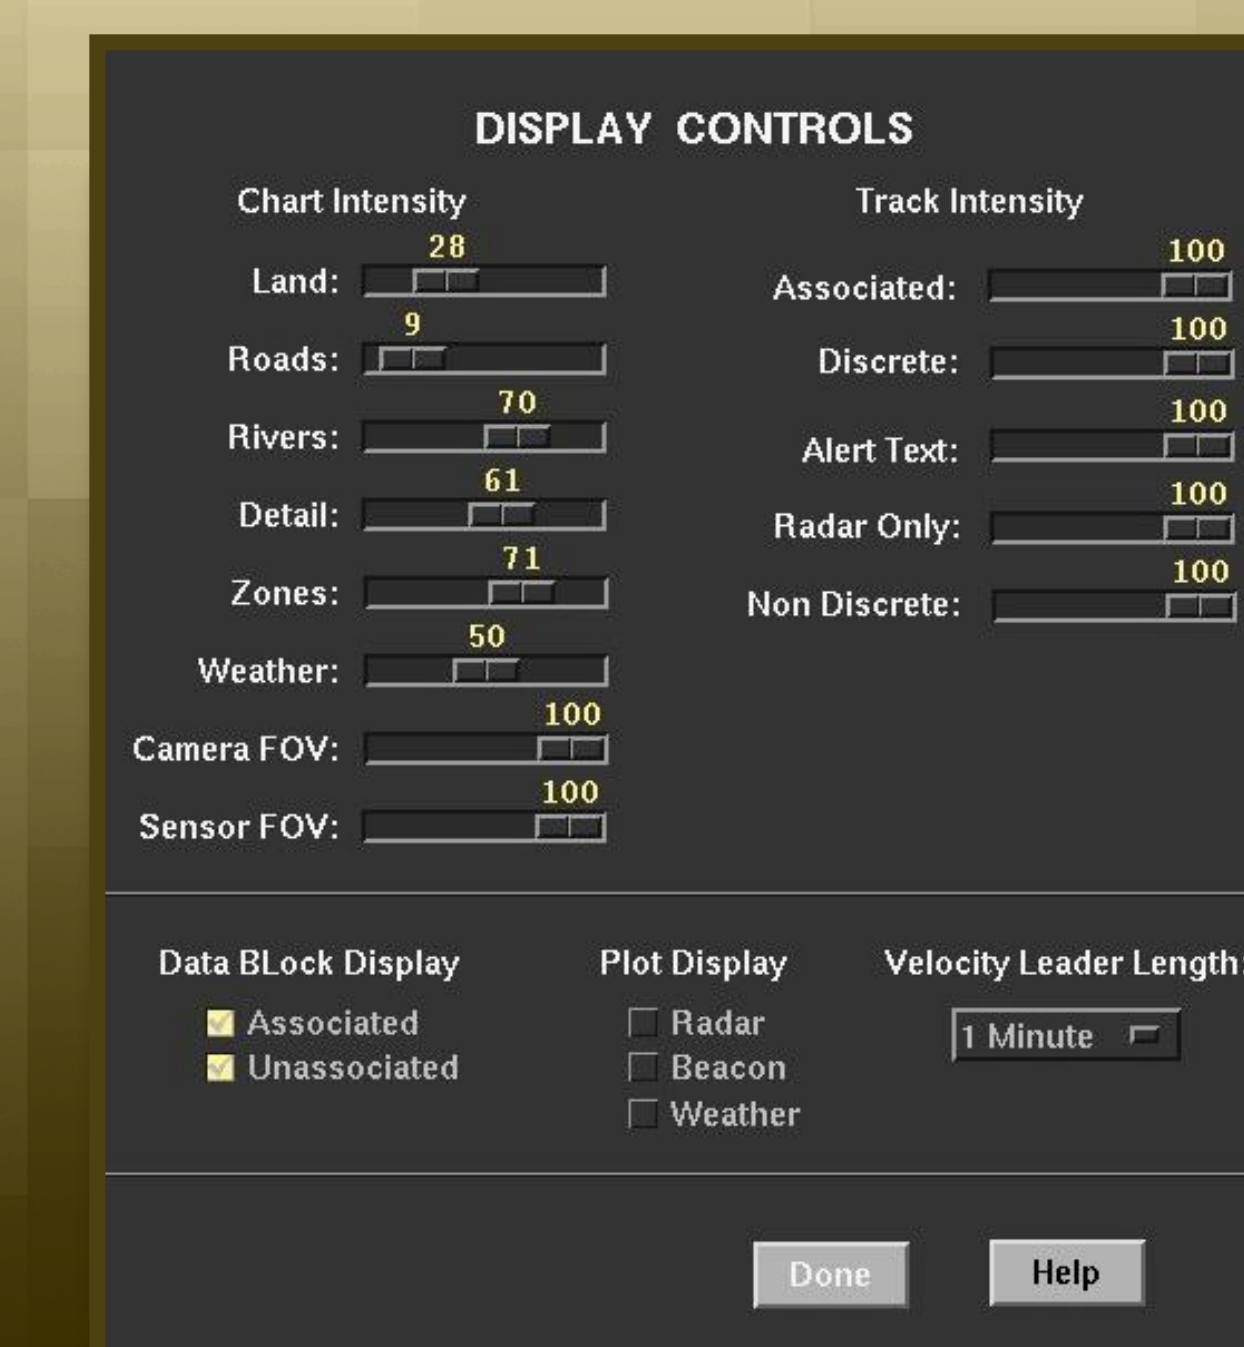 DISPLAY CONTROLS
Chart Intensity
28
Land:
9
Roads:
70
Rivers:
61
Detail:
71
Zones:
50
Weather:
100
Camera FOV:
100
Sensor FOV:
Track Intensity
100
Associated:
100
Discrete:
100
Alert Text:
100
Radar Only:
100
Non Discrete:
Data BLock Display
Associated
Unassociated
Plot Display
Radar
Beacon
Weather
Velocity Leader Length:
1 Minute
Done
Help